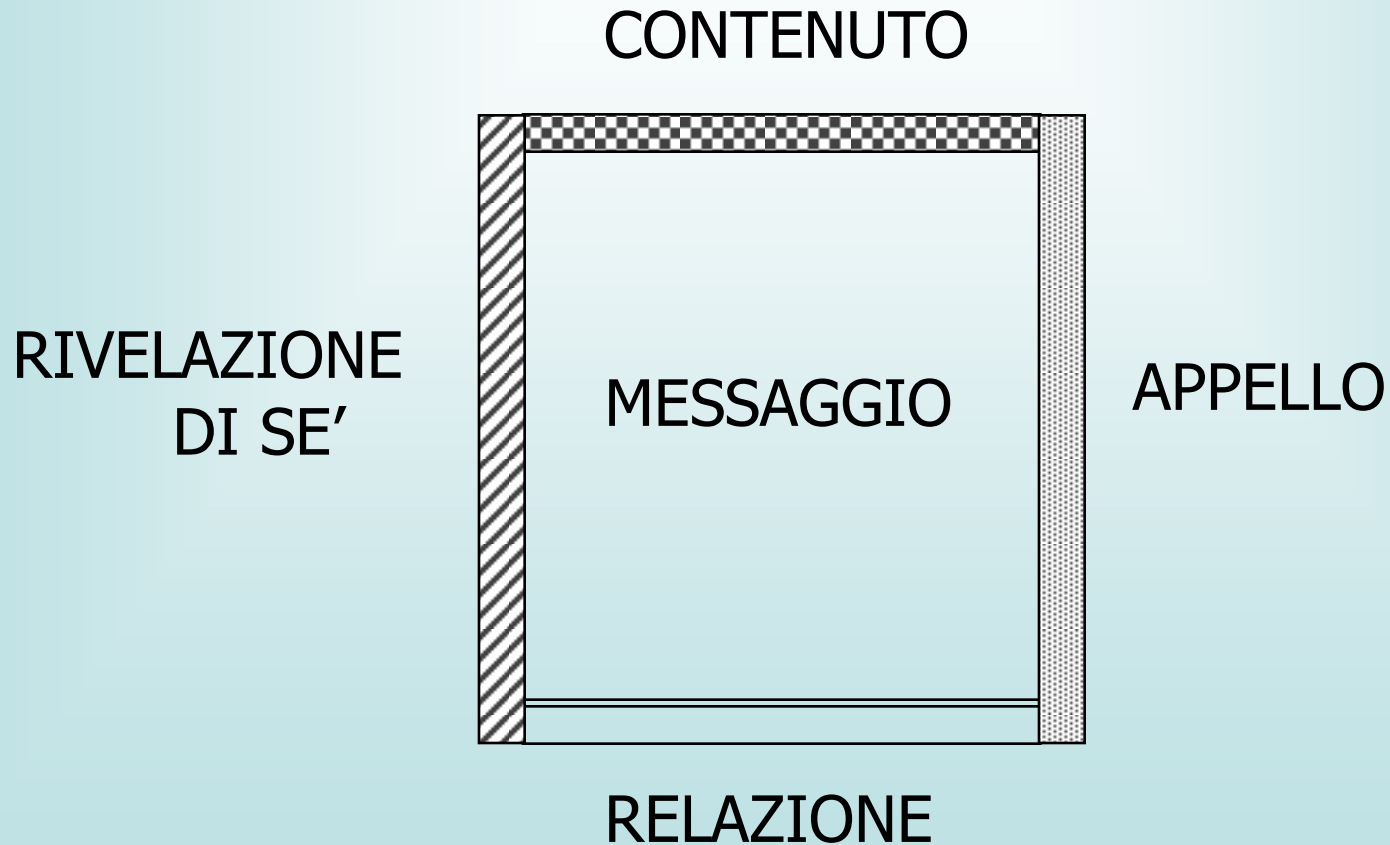 CONTENUTO
RIVELAZIONE
DI SE’
MESSAGGIO
APPELLO
RELAZIONE